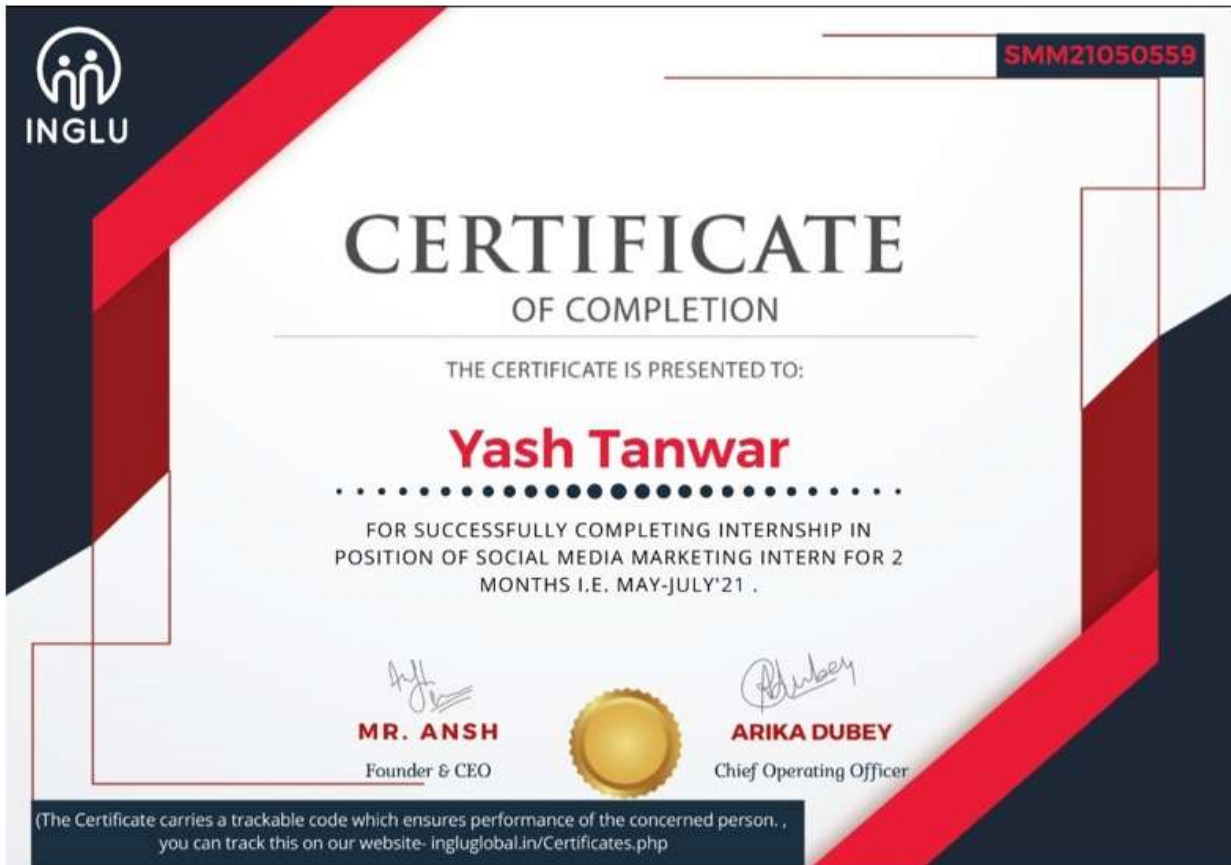 INGLU
SMM21050559
CERTIFICATE
OF COMPLETION
THE CERTIFICATE IS PRESENTED TO:
Yash Tanwar
FOR SUCCESSFULLY COMPLETING INTERNSHIP IN
POSITION OF SOCIAL MEDIA MARKETING INTERN FOR 2
MONTHS I.E. MAY-JULY'21 .
MR. ANSH
Founder & CEO
ARIKA DUBEY
Chief Operating Officer
(The Certificate carries a trackable code which ensures performance of the concerned person. ,
you can track this on our website- ingluglobal.in/Certificates.php